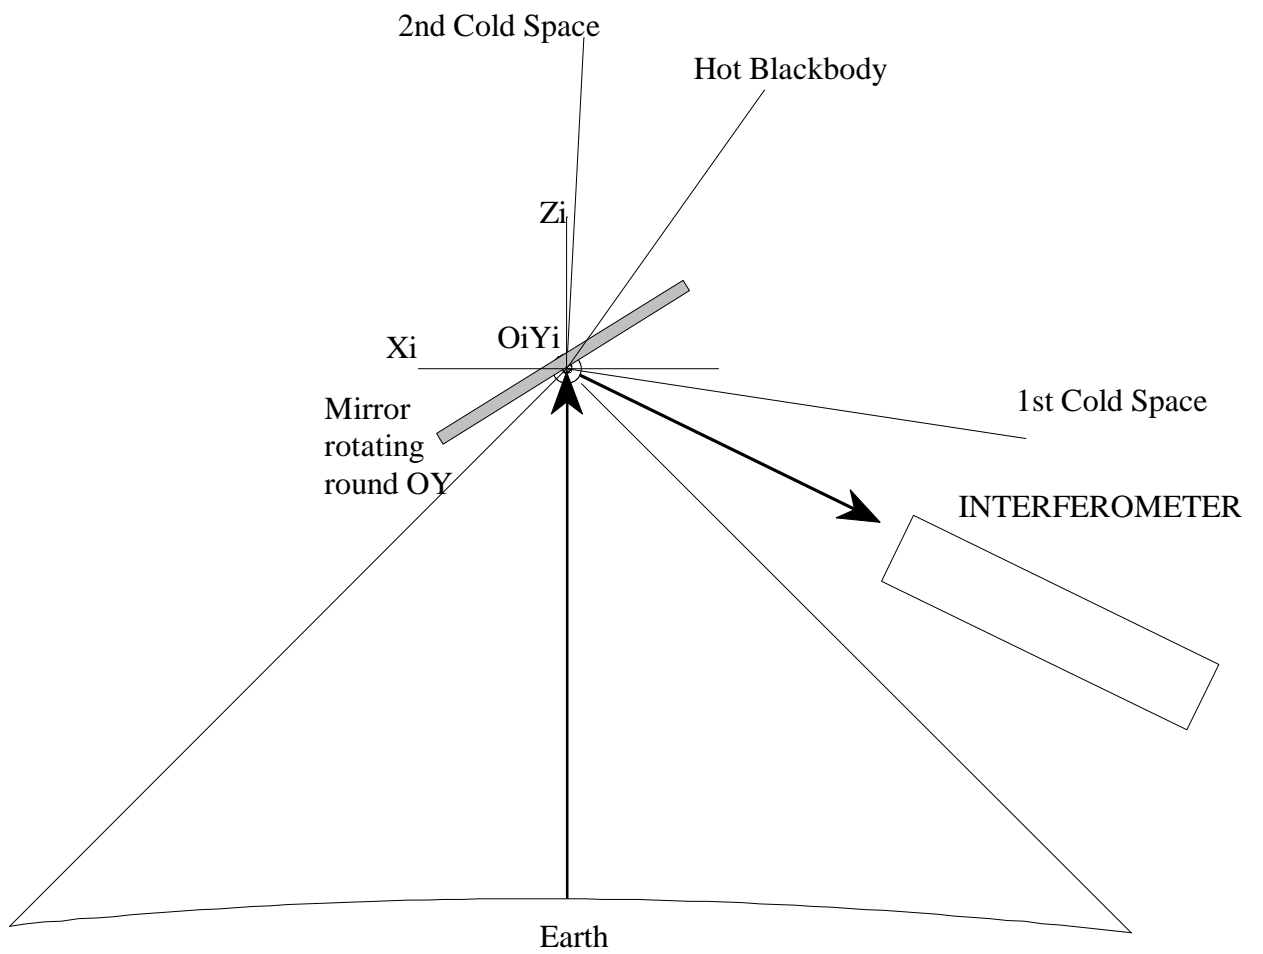 2nd Cold Space
Hot Blackbody
Zi
OiYi
Xi
1st Cold Space
Mirror
rotating
round OY
INTERFEROMETER
Earth